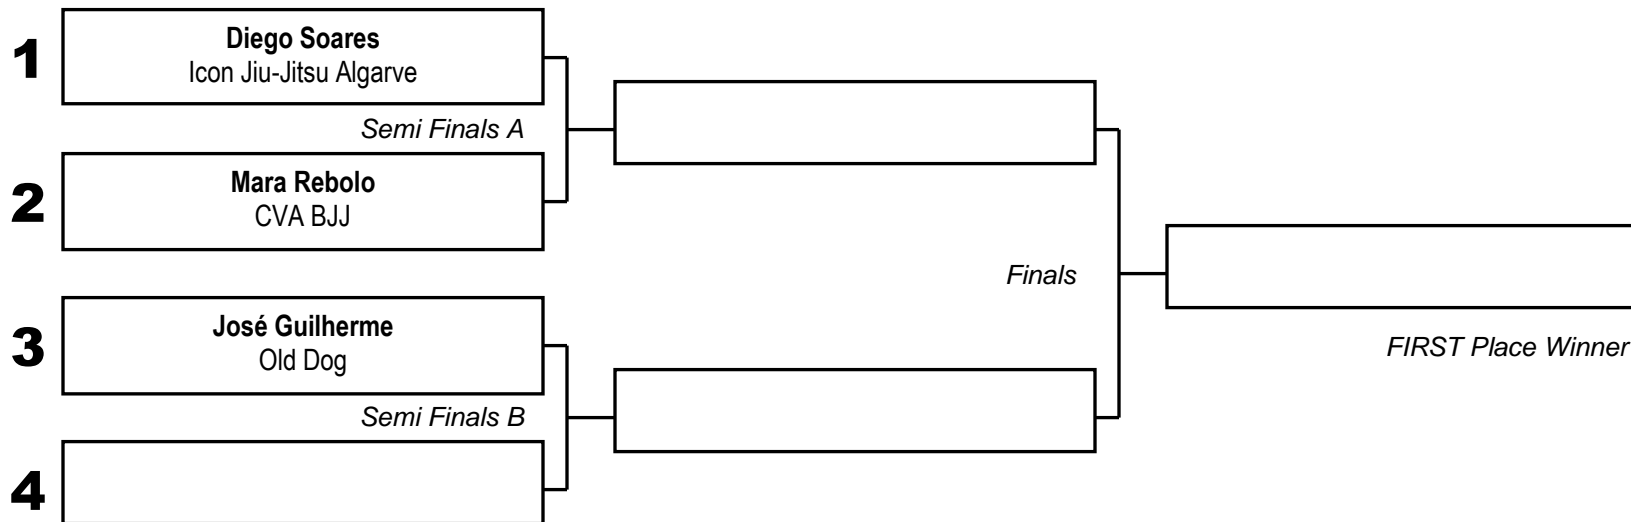 1
Diego Soares
Icon Jiu-Jitsu Algarve
Semi Finals A
2
Mara Rebolo
CVA BJJ
Finals
3
José Guilherme
Old Dog
FIRST Place Winner
Semi Finals B
4